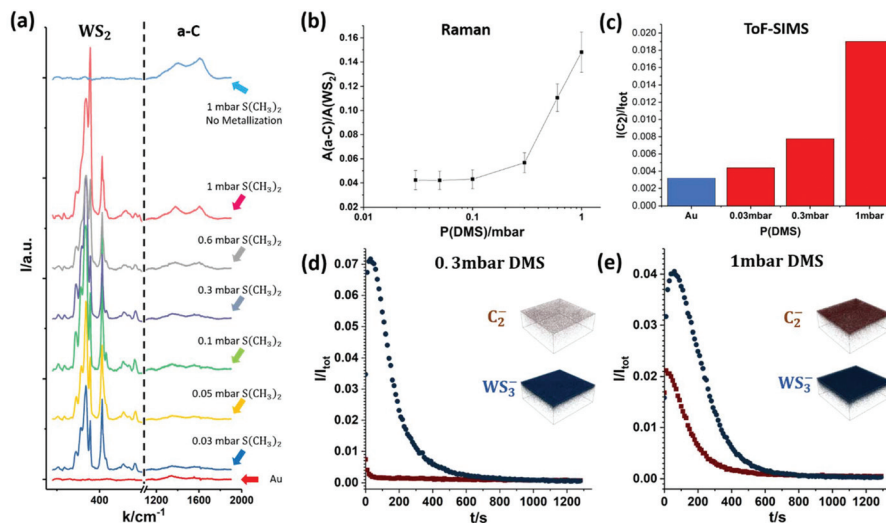 (a)
WS₂
a-C
I/a.u.
1 mbar S(CH₃)₂
No Metallization
1 mbar S(CH₃)₂
0.6 mbar S(CH₃)₂
0.3 mbar S(CH₃)₂
0.1 mbar S(CH₃)₂
0.05 mbar S(CH₃)₂
0.03 mbar S(CH₃)₂
Au
400 1200 1600 2000
k/cm⁻¹
(b)
Raman
A(a-C)/A(WS₂)
0.16
0.14
0.12
0.10
0.08
0.06
0.04
0.02
0.01 0.1 1
P(DMS)/mbar
(c)
ToF-SIMS
I(C₂)/Iₜₒₜ
0.020
0.018
0.016
0.014
0.012
0.010
0.008
0.006
0.004
0.002
0.000
Au 0.03mbar 0.3mbar 1mbar
P(DMS)
(d)
0.3mbar DMS
I/Iₜₒₜ
0.07
0.06
0.05
0.04
0.03
0.02
0.01
0.00
C₂⁻
WS₃⁻
0 200 400 600 800 1000 1200
t/s
(e)
1mbar DMS
I/Iₜₒₜ
0.04
0.03
0.02
0.01
0.00
C₂⁻
WS₃⁻
0 200 400 600 800 1000 1200
t/s